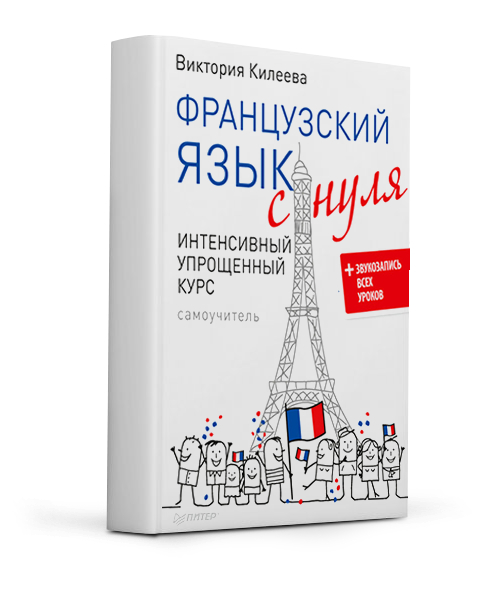 Виктория Килеева
ФРАНЦУЗСКИЙ
ЯЗЫК
с нуля
ИНТЕНСИВНЫЙ
УПРОЩЕННЫЙ
КУРС
самоучитель
+ ЗВУКОЗАПИСЬ
ВСЕХ
УРОКОВ
ПИТЕР